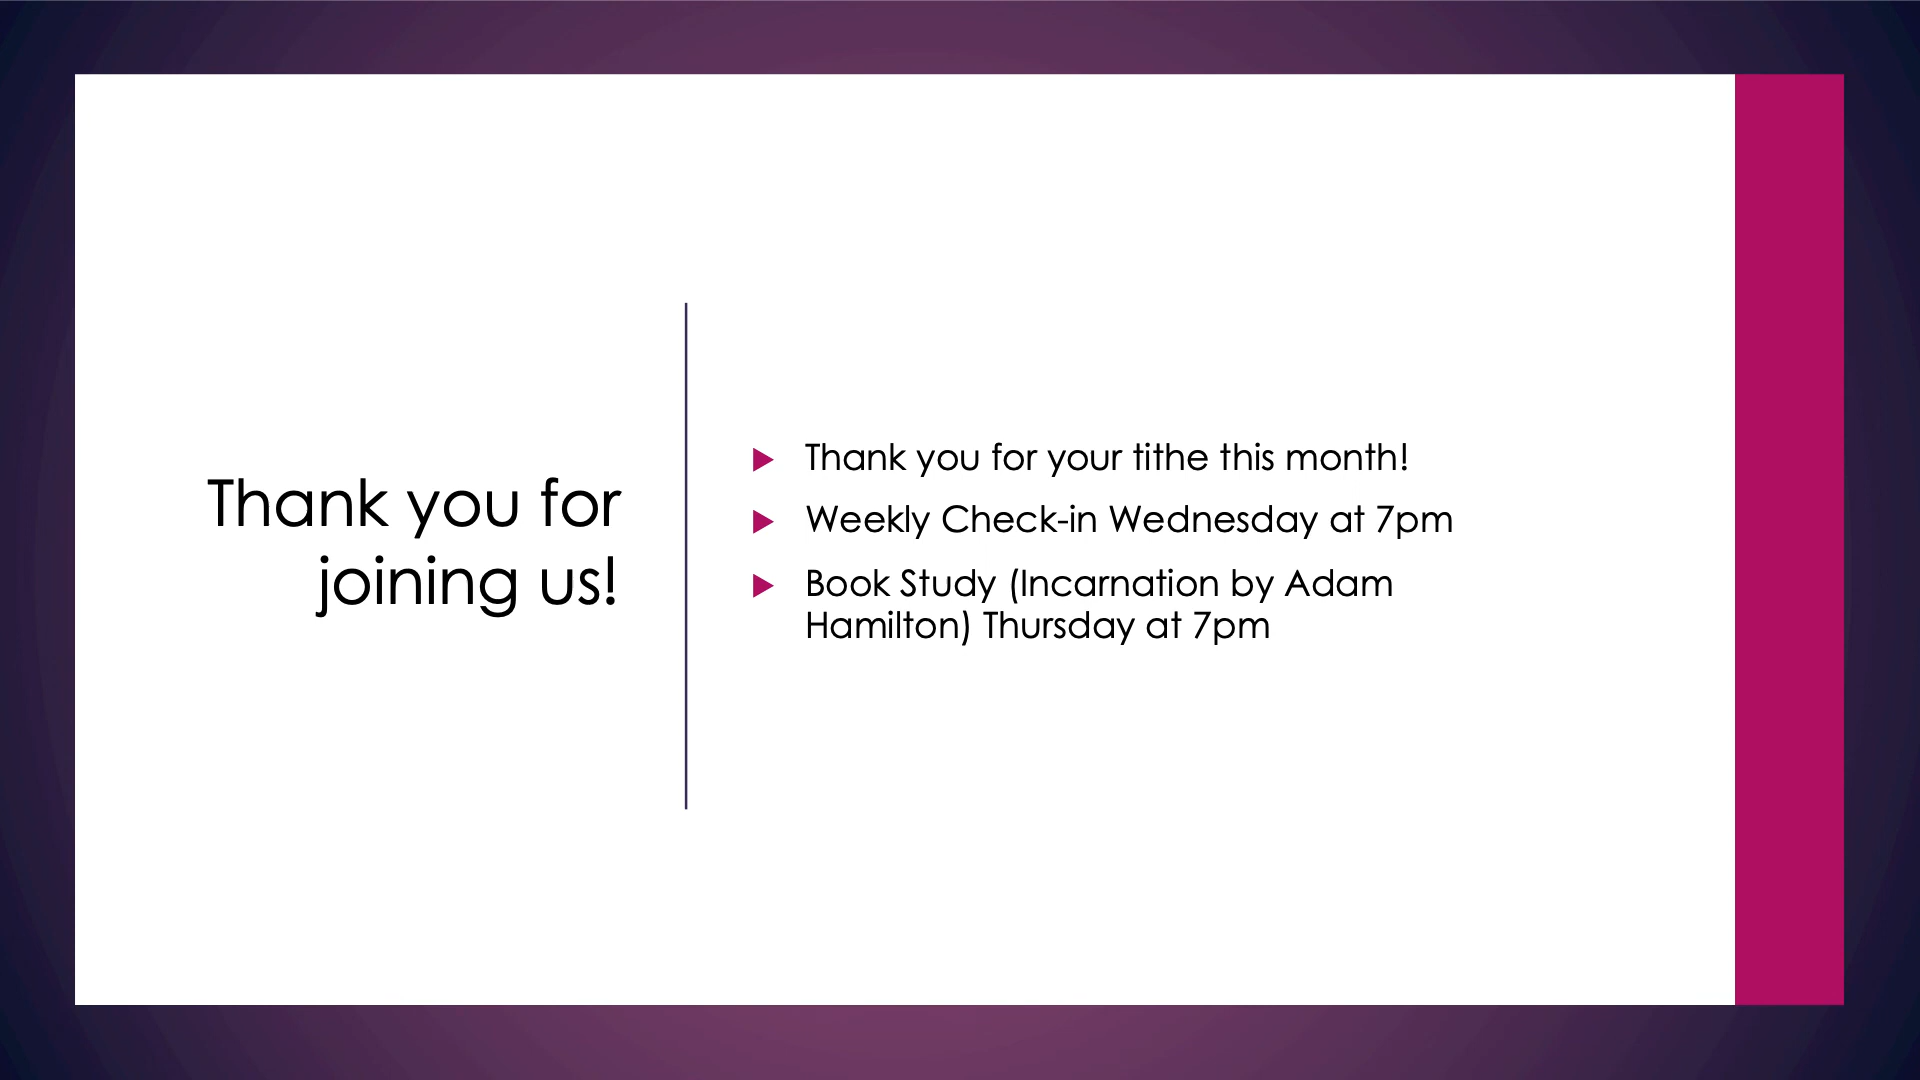 Thank you for
joining us!
Thank you for your tithe this month!
Weekly Check-in Wednesday at 7pm
Book Study (Incarnation by Adam
Hamilton) Thursday at 7pm